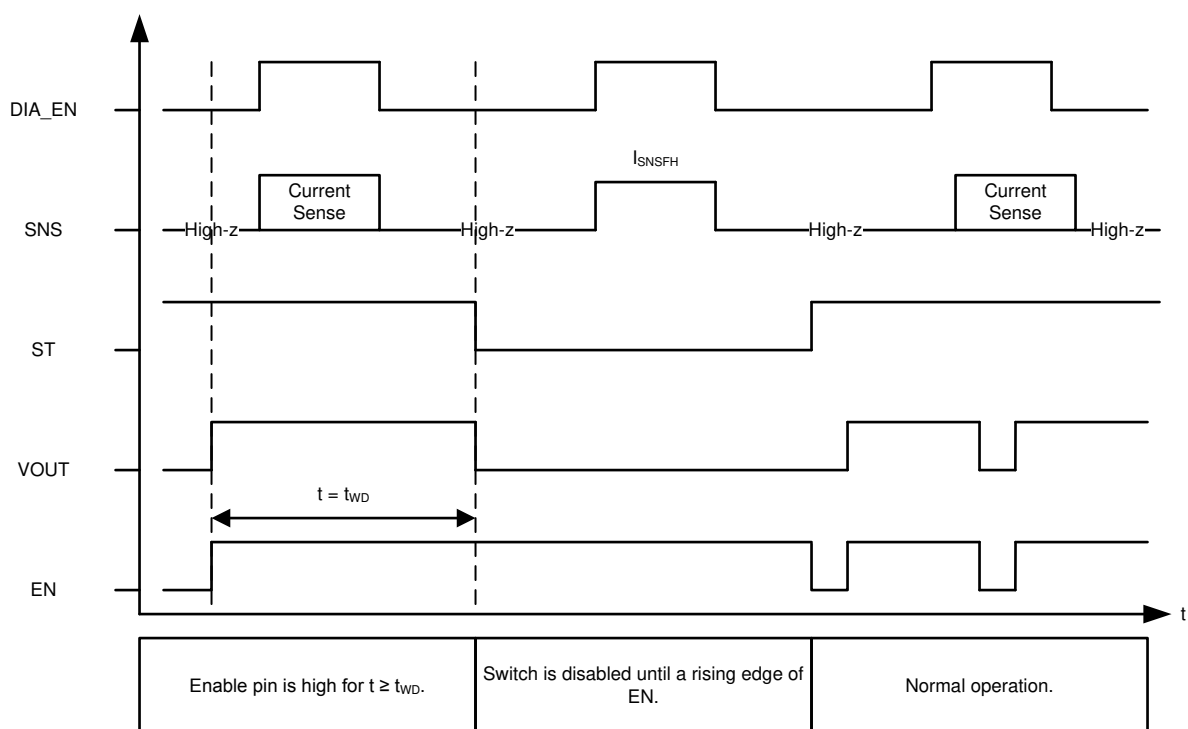 DIA_EN
I_SNSFH
SNS
Current
Sense
Current
Sense
High-z
High-z
High-z
High-z
ST
VOUT
t = t_WD
EN
t
Enable pin is high for t ≥ t_WD.
Switch is disabled until a rising edge of
EN.
Normal operation.